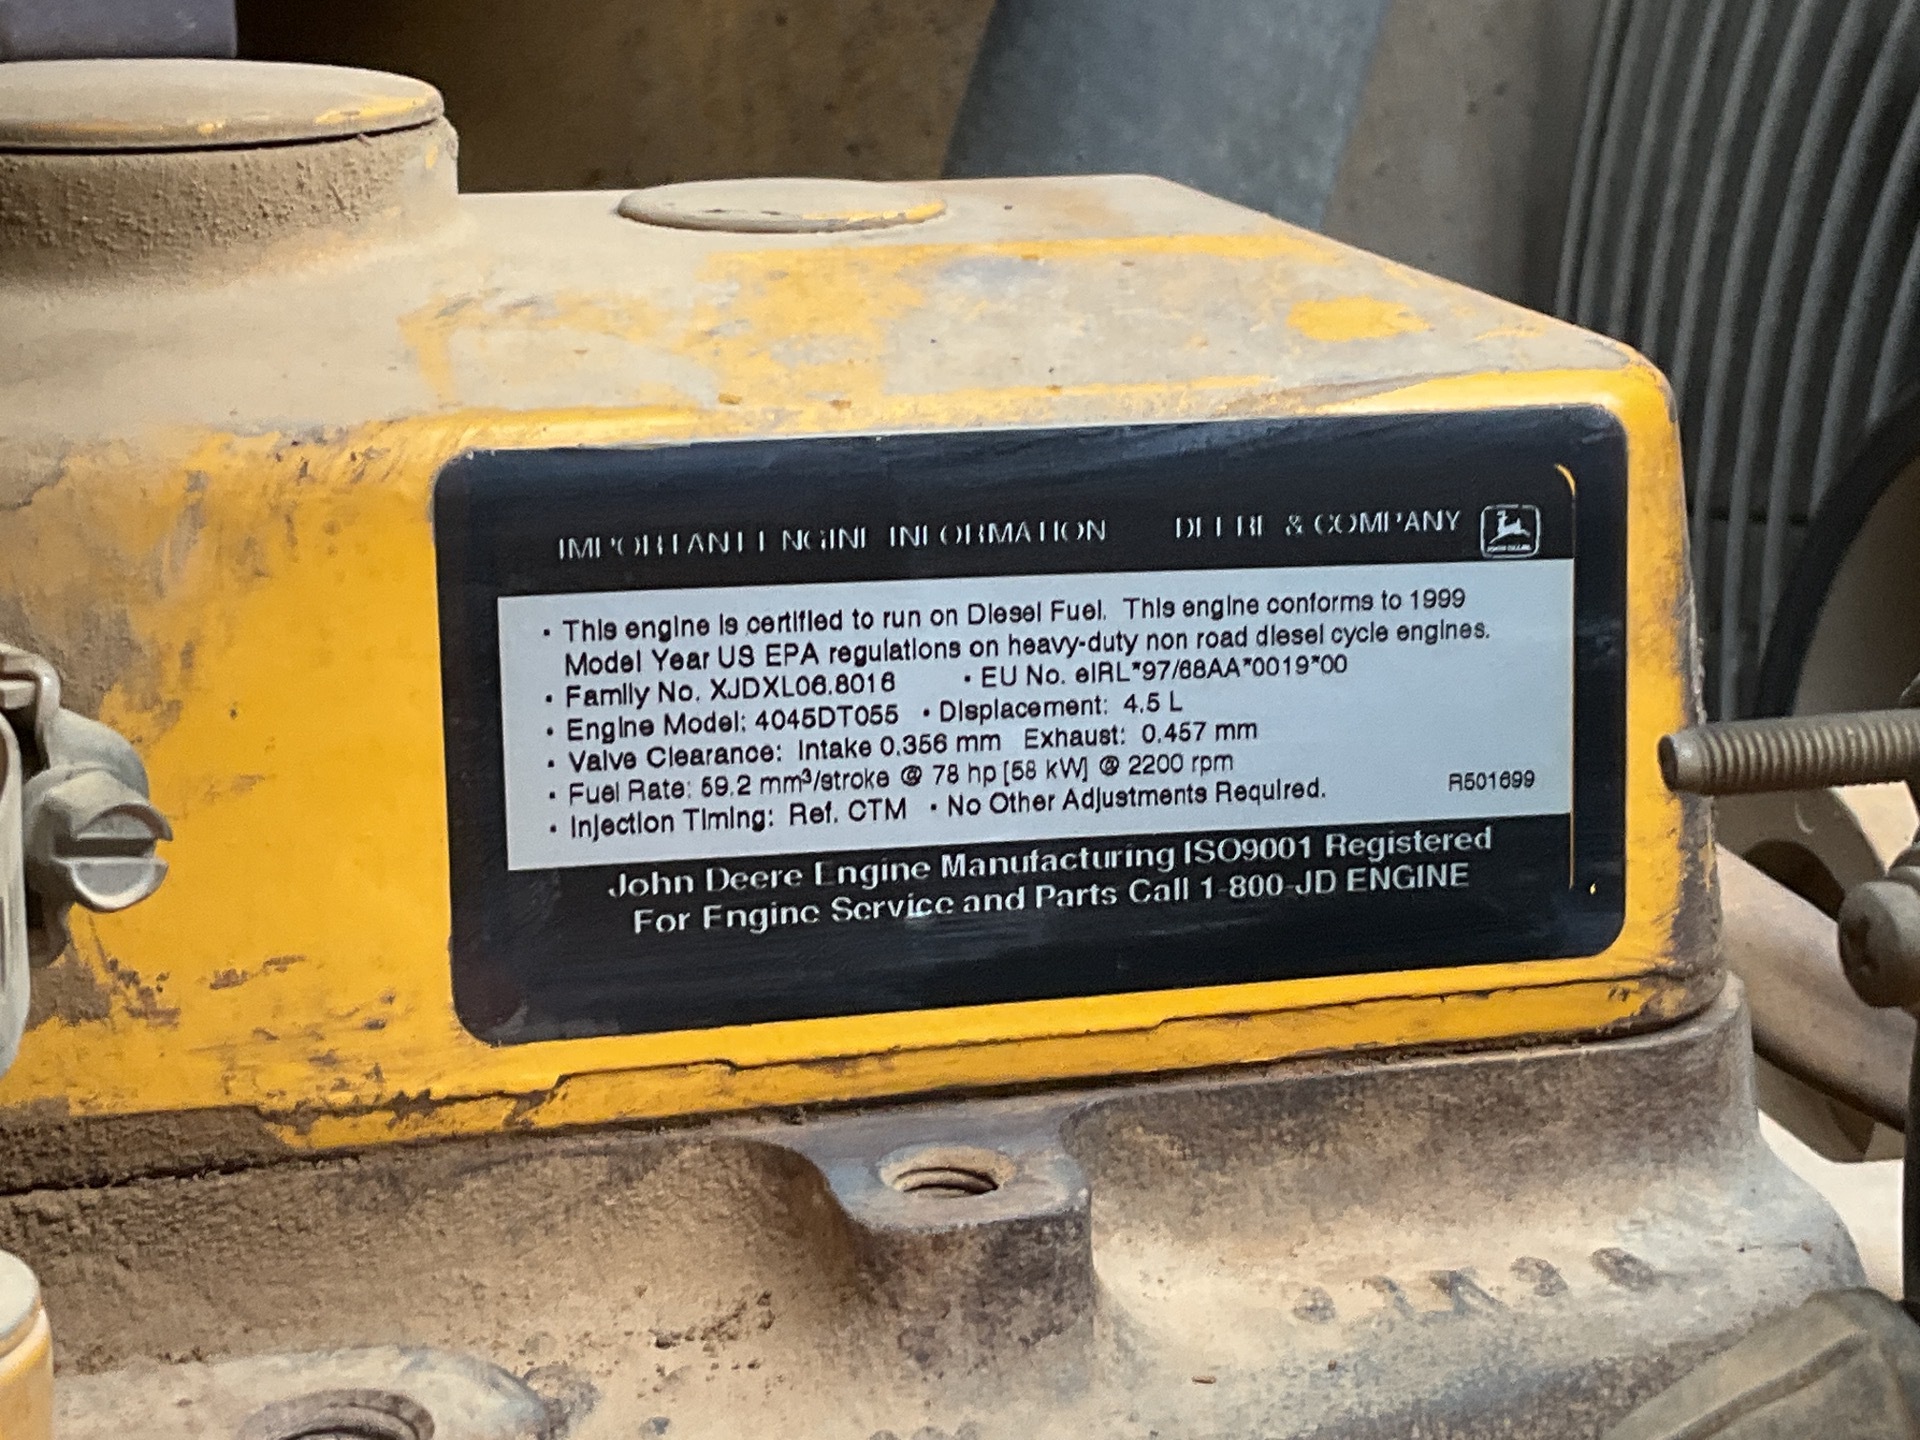 IMPORTANT ENGINE INFORMATION DEERE & COMPANY
• This engine is certified to run on Diesel Fuel. This engine conforms to 1999
Model Year US EPA regulations on heavy-duty non road diesel cycle engines.
• Family No. XJDXL06.8016 • EU No. eIRL*97/68AA*0019*00
• Engine Model: 4045DT055 • Displacement: 4.5 L
• Valve Clearance: Intake 0.356 mm Exhaust: 0.457 mm
• Fuel Rate: 59.2 mm³/stroke @ 78 hp [58 kW] @ 2200 rpm
• Injection Timing: Ref. CTM • No Other Adjustments Required. R501699
John Deere Engine Manufacturing ISO9001 Registered
For Engine Service and Parts Call 1-800-JD ENGINE